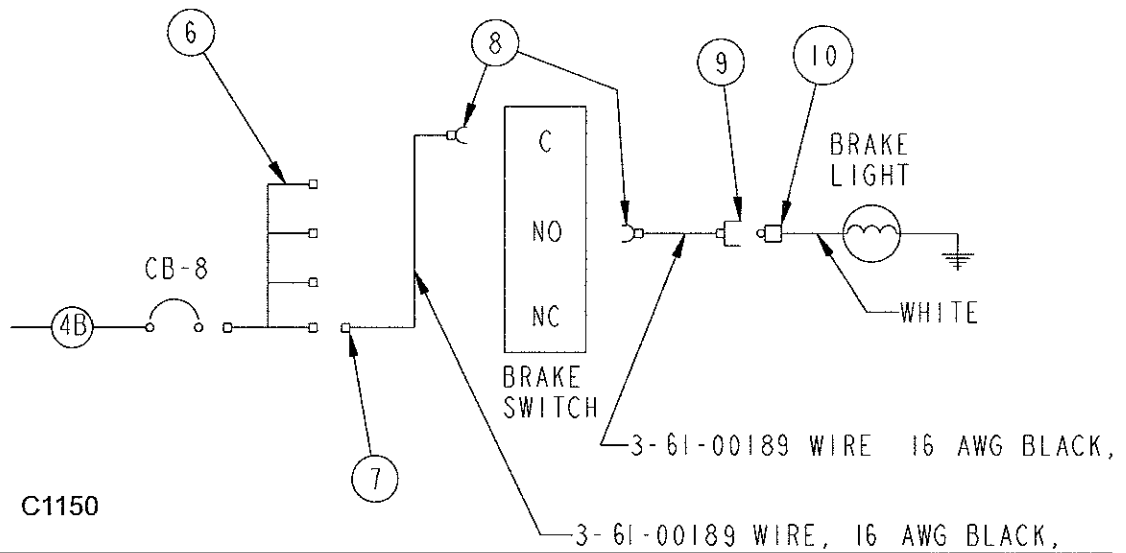 6
8
9
10
C
BRAKE
LIGHT
NO
CB-8
4B
NC
WHITE
BRAKE
SWITCH
3-61-00189 WIRE 16 AWG BLACK,
7
C1150
3-61-00189 WIRE, 16 AWG BLACK,